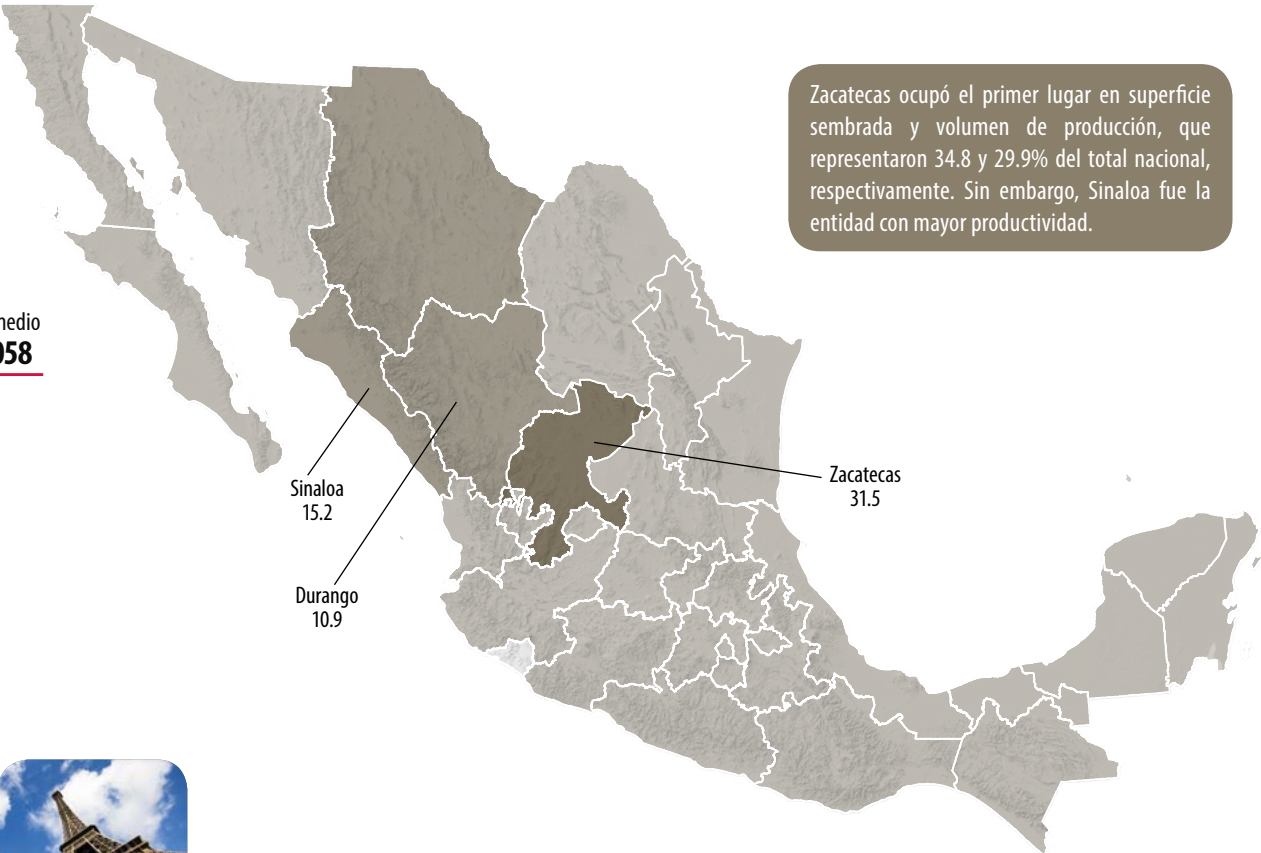 Zacatecas ocupó el primer lugar en superficie
sembrada y volumen de producción, que
representaron 34.8 y 29.9% del total nacional,
respectivamente. Sin embargo, Sinaloa fue la
entidad con mayor productividad.
Zacatecas
31.5
Sinaloa
15.2
Durango
10.9